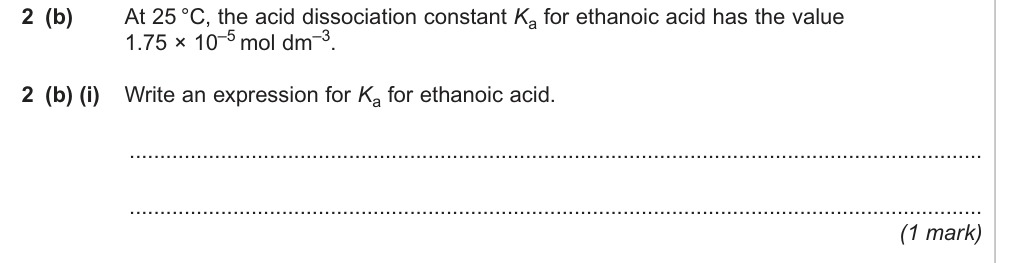 2 (b) At 25 °C, the acid dissociation constant Kₐ for ethanoic acid has the value
1.75 × 10⁻⁵ mol dm⁻³.
2 (b) (i) Write an expression for Kₐ for ethanoic acid.
(1 mark)